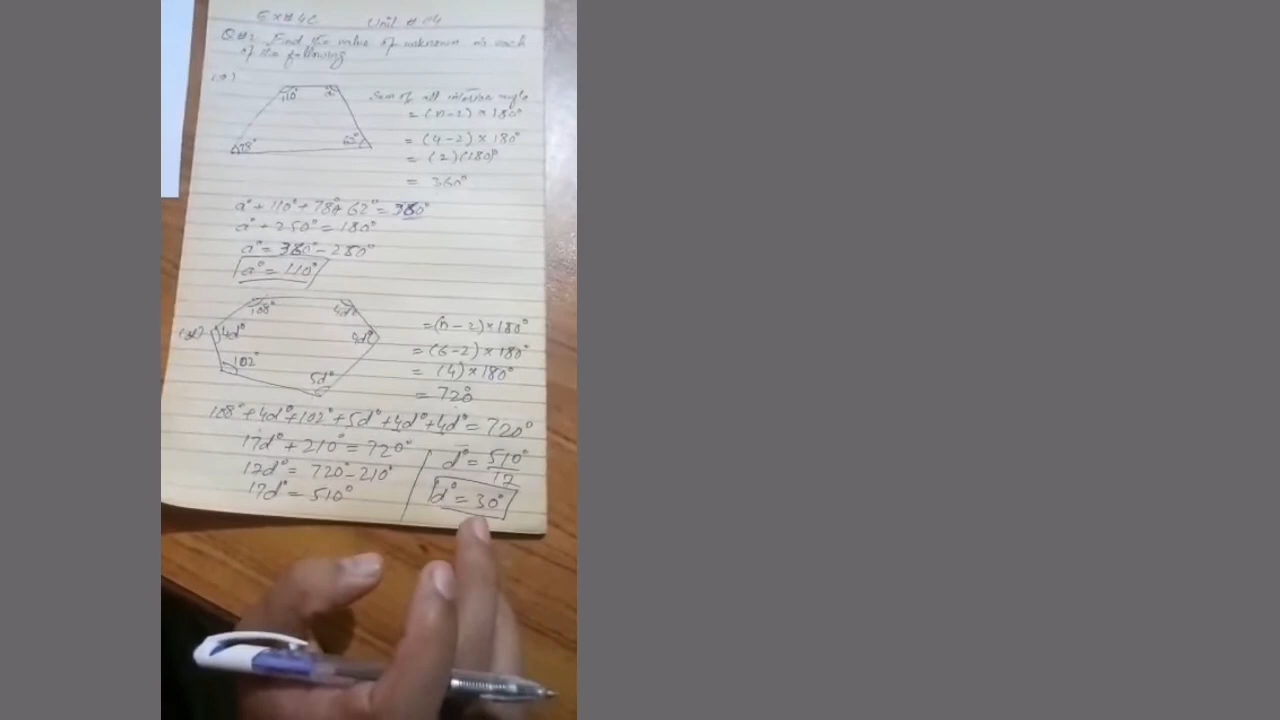 Ex # 4C Unit # 04
Q#2 Find the value of unknown in each
of the following
(a)
110° a°
78° 62°
Sum of all interior angle
= (n-2) × 180°
= (4-2) × 180°
= (2)(180°)
= 360°
a° + 110° + 78° + 62° = 360°
a° + 250° = 180°
a° = 360° - 250°
a° = 110°
108° 4d°
4d° 4d°
102°
5d°
= (n-2) × 180°
= (6-2) × 180°
= (4) × 180°
= 720°
108° + 4d° + 102° + 5d° + 4d° + 4d° = 720°
17d° + 210° = 720°
17d° = 720° - 210°
17d° = 510°
d° = 510°
17
d° = 30°